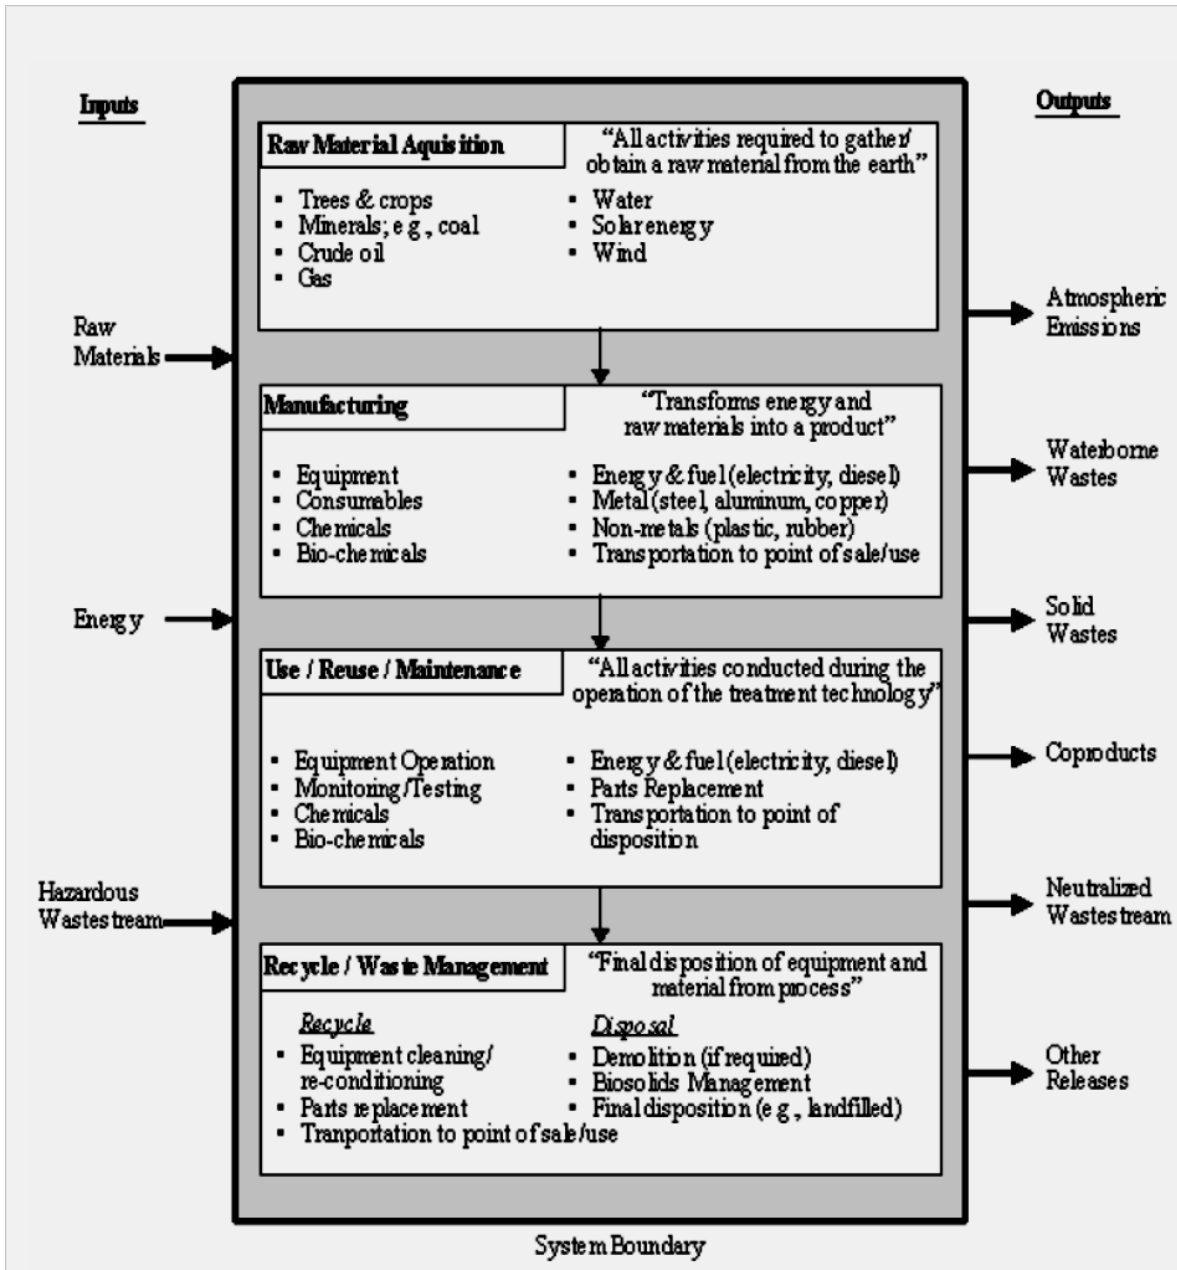 Inputs
Outputs
Raw Material Aquisition
“All activities required to gather/
obtain a raw material from the earth”
▪ Trees & crops
▪ Minerals; e.g., coal
▪ Crude oil
▪ Gas
▪ Water
▪ Solar energy
▪ Wind
Raw
Materials
Atmospheric
Emissions
Manufacturing
“Transforms energy and
raw materials into a product”
▪ Equipment
▪ Consumables
▪ Chemicals
▪ Bio-chemicals
▪ Energy & fuel (electricity, diesel)
▪ Metal (steel, aluminum, copper)
▪ Non-metals (plastic, rubber)
▪ Transportation to point of sale/use
Waterborne
Wastes
Energy
Solid
Wastes
Use / Reuse / Maintenance
“All activities conducted during the
operation of the treatment technology”
▪ Equipment Operation
▪ Monitoring/Testing
▪ Chemicals
▪ Bio-chemicals
▪ Energy & fuel (electricity, diesel)
▪ Parts Replacement
▪ Transportation to point of
disposition
Coproducts
Hazardous
Wastestream
Neutralized
Wastestream
Recycle / Waste Management
“Final disposition of equipment and
material from process”
Recycle
▪ Equipment cleaning/
re-conditioning
▪ Parts replacement
▪ Tranportation to point of sale/use
Disposal
▪ Demolition (if required)
▪ Biosolids Management
▪ Final disposition (e.g., landfilled)
Other
Releases
System Boundary